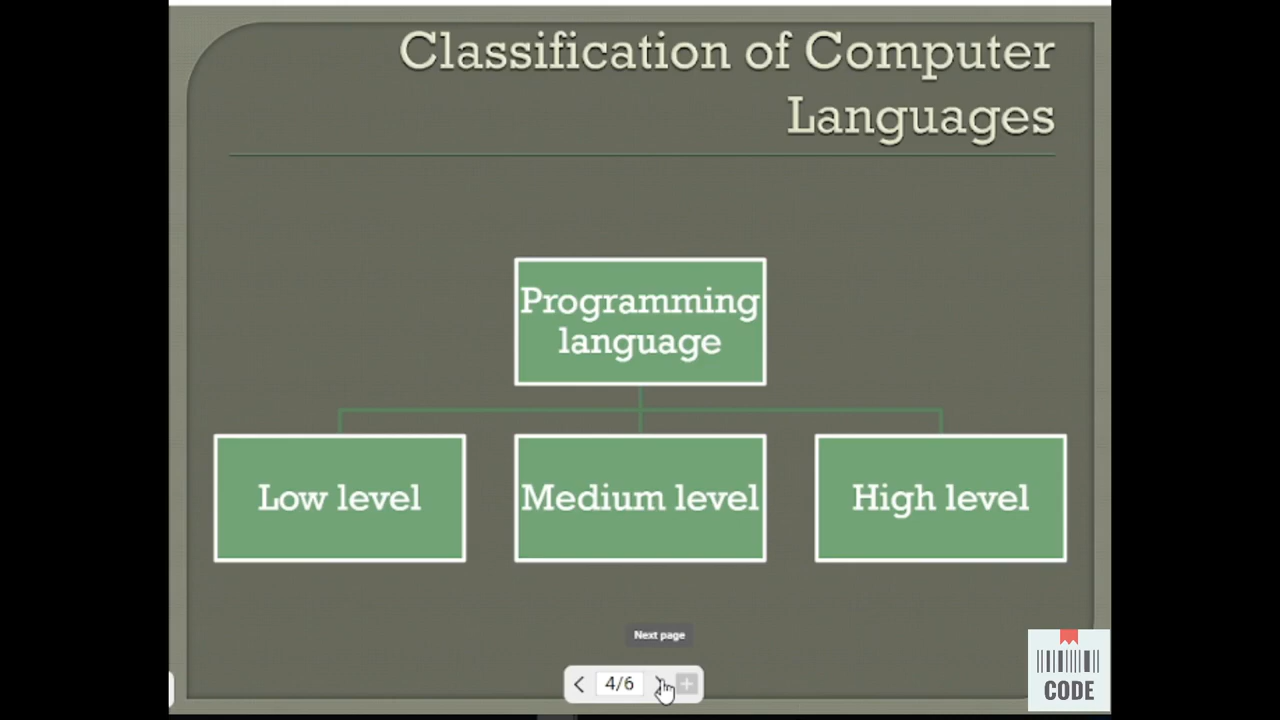 Classification of Computer
Languages
Programming
language
Low level
Medium level
High level
Next page
4/6
CODE